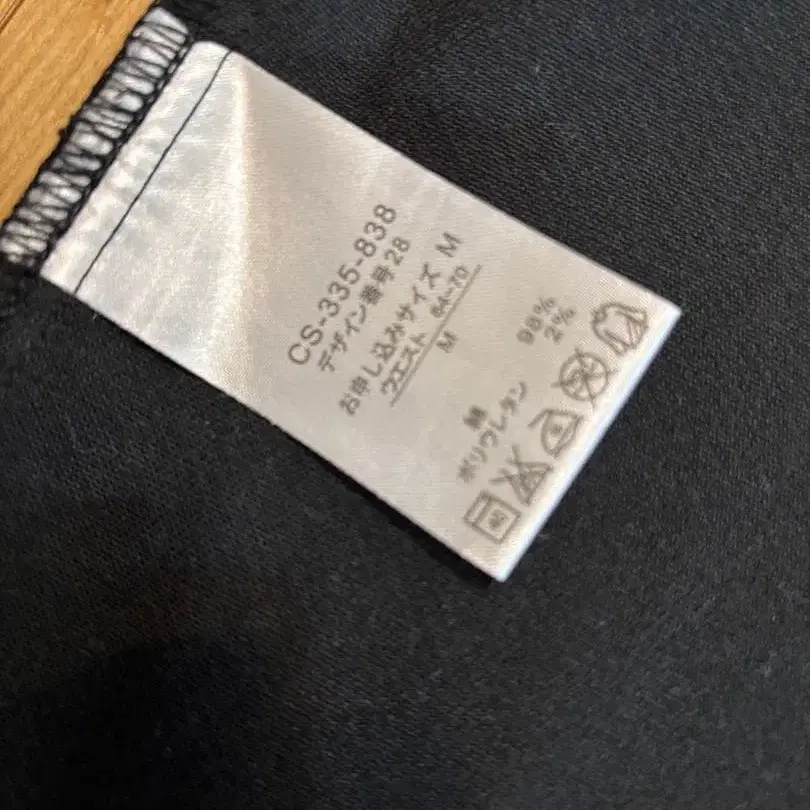 CS-335-838
デザイン番号28
お申し込みサイズ M
ウエスト 64-70
M
綿 98%
ポリウレタン 2%